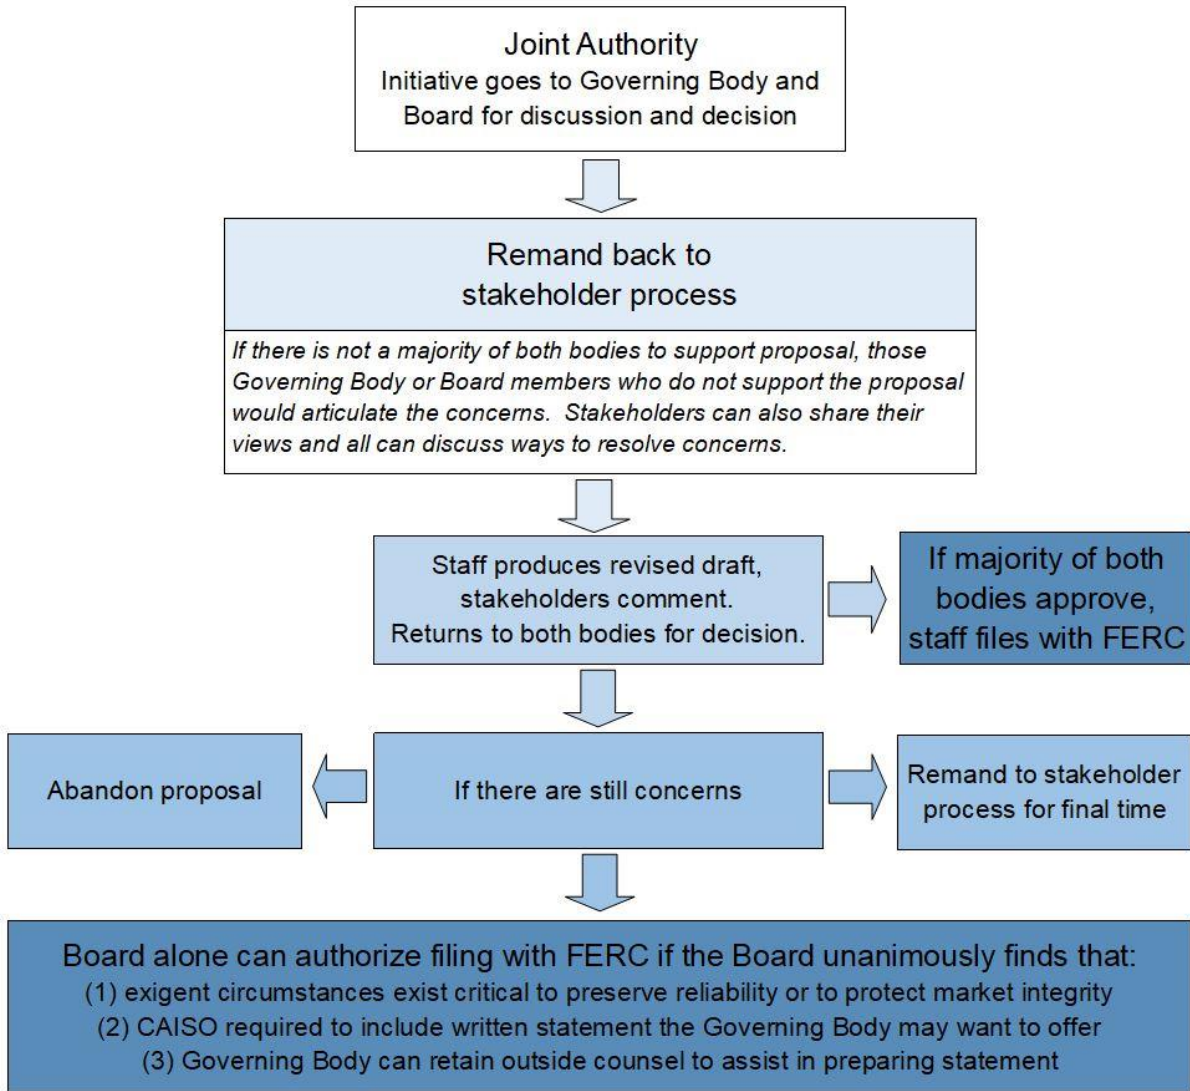 Joint Authority
Initiative goes to Governing Body and
Board for discussion and decision
Remand back to
stakeholder process
If there is not a majority of both bodies to support proposal, those
Governing Body or Board members who do not support the proposal
would articulate the concerns.  Stakeholders can also share their
views and all can discuss ways to resolve concerns.
Staff produces revised draft,
stakeholders comment.
Returns to both bodies for decision.
If majority of both
bodies approve,
staff files with FERC
Abandon proposal
If there are still concerns
Remand to stakeholder
process for final time
Board alone can authorize filing with FERC if the Board unanimously finds that:
(1) exigent circumstances exist critical to preserve reliability or to protect market integrity
(2) CAISO required to include written statement the Governing Body may want to offer
(3) Governing Body can retain outside counsel to assist in preparing statement